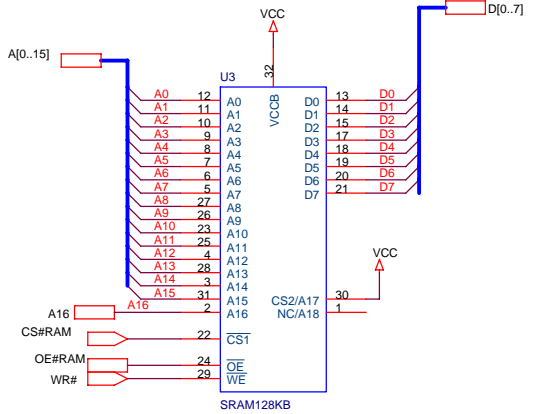 VCC
D[0..7]
A[0..15]
U3
32
VCCB
A0 12 A0 D0 13 D0
A1 11 A1 D1 14 D1
A2 10 A2 D2 15 D2
A3 9 A3 D3 17 D3
A4 8 A4 D4 18 D4
A5 7 A5 D5 19 D5
A6 6 A6 D6 20 D6
A7 5 A7 D7 21 D7
A8 27 A8
A9 26 A9
A10 23 A10
A11 25 A11
A12 4 A12
VCC
A13 28 A13
A14 3 A14
A15 31 A15 CS2/A17 30
A16 A16 2 A16 NC/A18 1
CS#RAM 22 CS1
OE#RAM 24 OE
WR# 29 WE
SRAM128KB